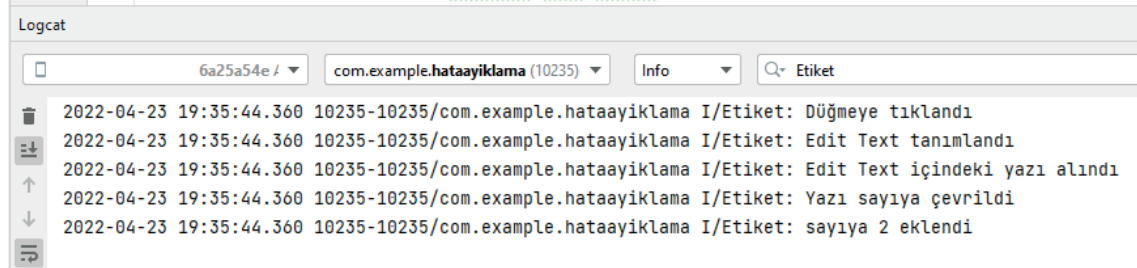 Logcat
6a25a54e com.example.hataayiklama (10235) Info Etiket
2022-04-23 19:35:44.360 10235-10235/com.example.hataayiklama I/Etiket: Düğmeye tıklandı
2022-04-23 19:35:44.360 10235-10235/com.example.hataayiklama I/Etiket: Edit Text tanımlandı
2022-04-23 19:35:44.360 10235-10235/com.example.hataayiklama I/Etiket: Edit Text içindeki yazı alındı
2022-04-23 19:35:44.360 10235-10235/com.example.hataayiklama I/Etiket: Yazı sayıya çevrildi
2022-04-23 19:35:44.360 10235-10235/com.example.hataayiklama I/Etiket: sayıya 2 eklendi